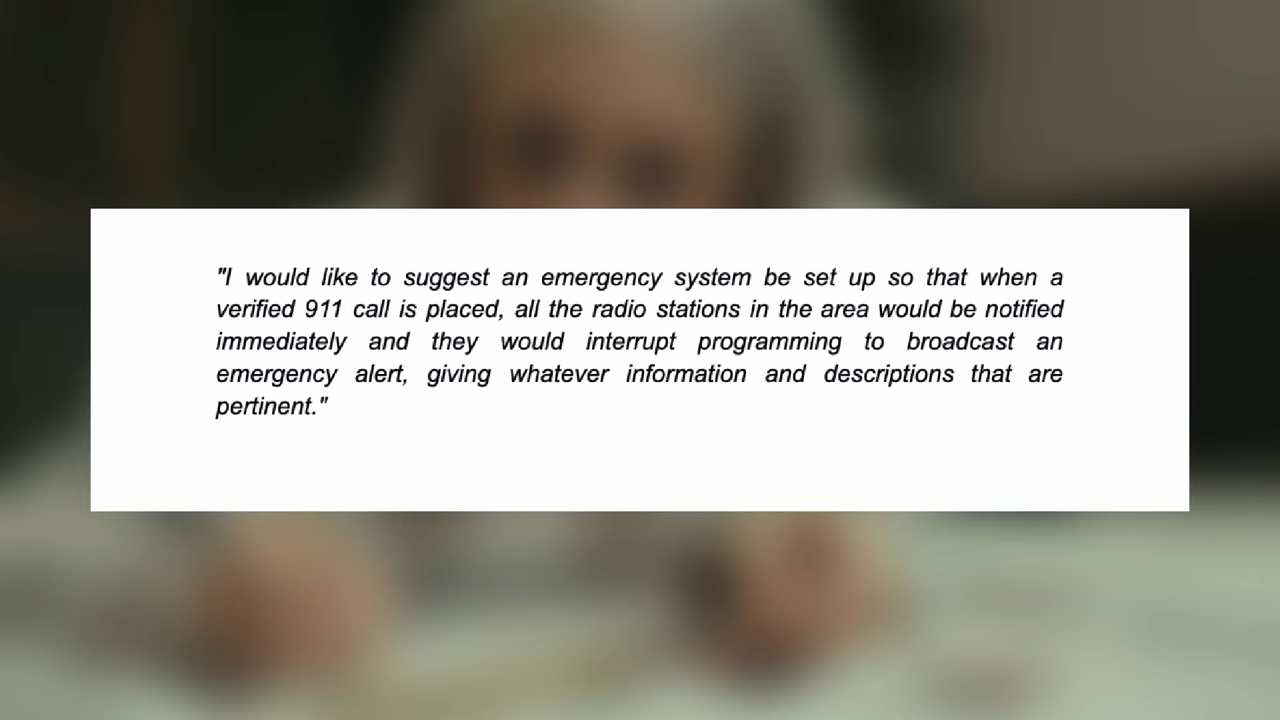 "I would like to suggest an emergency system be set up so that when a
verified 911 call is placed, all the radio stations in the area would be notified
immediately and they would interrupt programming to broadcast an
emergency alert, giving whatever information and descriptions that are
pertinent."